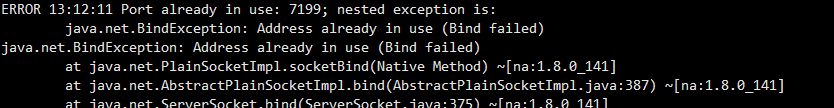 ERROR 13:12:11 Port already in use: 7199; nested exception is:
java.net.BindException: Address already in use (Bind failed)
java.net.BindException: Address already in use (Bind failed)
at java.net.PlainSocketImpl.socketBind(Native Method) ~[na:1.8.0_141]
at java.net.AbstractPlainSocketImpl.bind(AbstractPlainSocketImpl.java:387) ~[na:1.8.0_141]
at java.net.ServerSocket.bind(ServerSocket.java:375) ~[na:1.8.0_141]